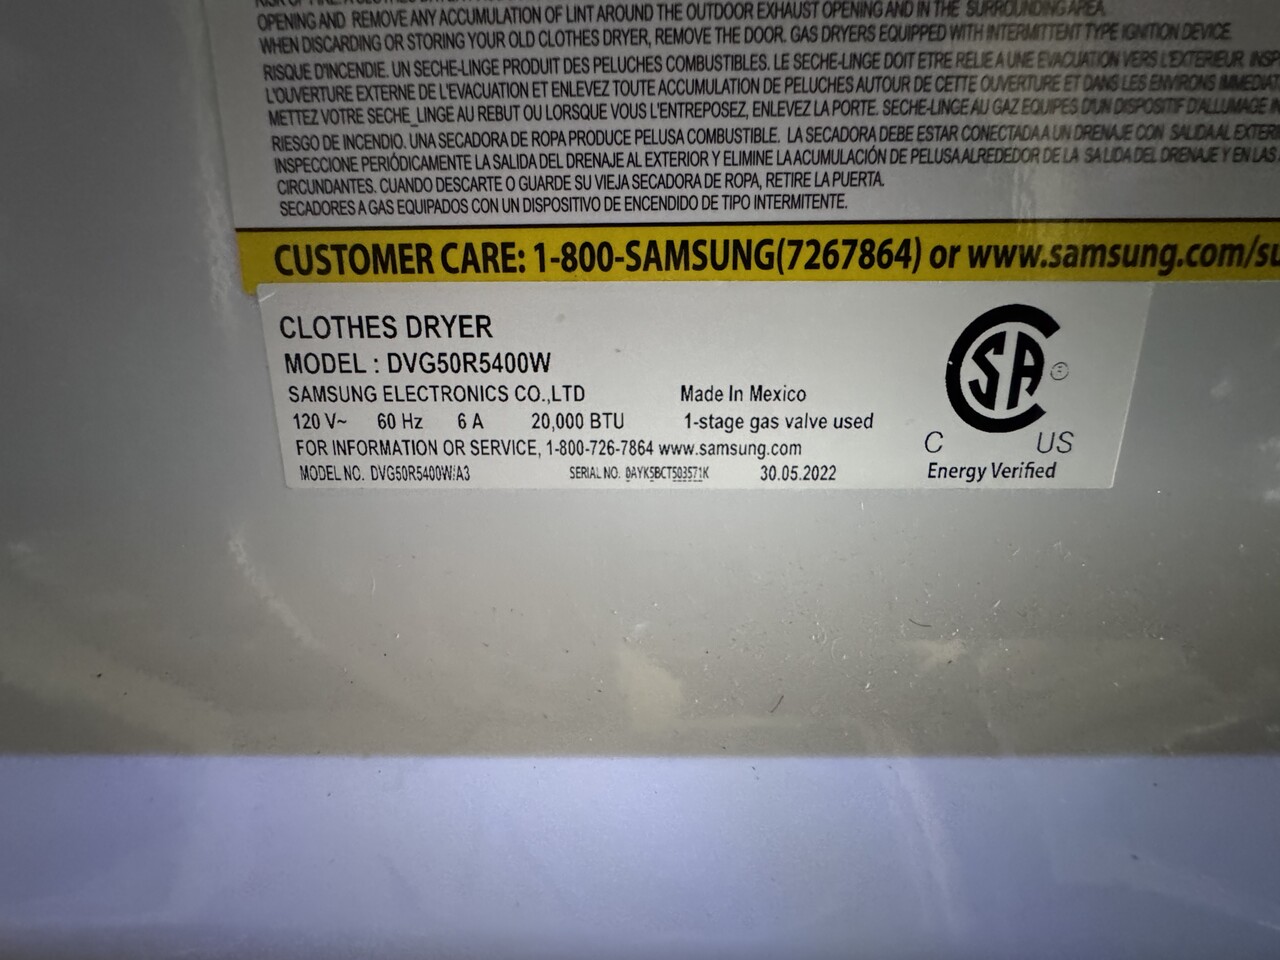 OPENING AND REMOVE ANY ACCUMULATION OF LINT AROUND THE OUTDOOR EXHAUST OPENING AND IN THE SURROUNDING AREA.
WHEN DISCARDING OR STORING YOUR OLD CLOTHES DRYER, REMOVE THE DOOR. GAS DRYERS EQUIPPED WITH INTERMITTENT TYPE IGNITION DEVICE.
RISQUE D'INCENDIE. UN SECHE-LINGE PRODUIT DES PELUCHES COMBUSTIBLES. LE SECHE-LINGE DOIT ETRE RELIE A UNE EVACUATION VERS L'EXTERIEUR INSP
L'OUVERTURE EXTERNE DE L'EVACUATION ET ENLEVEZ TOUTE ACCUMULATION DE PELUCHES AUTOUR DE CETTE OUVERTURE ET DANS LES ENVIRONS IMMEDIAT
METTEZ VOTRE SECHE_LINGE AU REBUT OU LORSQUE VOUS L'ENTREPOSEZ, ENLEVEZ LA PORTE. SECHE-LINGE AU GAZ EQUIPES D'UN DISPOSITIF D'ALLUMAGE
RIESGO DE INCENDIO. UNA SECADORA DE ROPA PRODUCE PELUSA COMBUSTIBLE. LA SECADORA DEBE ESTAR CONECTADA A UN DRENAJE CON SALIDA AL EXTER
INSPECCIONE PERIÓDICAMENTE LA SALIDA DEL DRENAJE AL EXTERIOR Y ELIMINE LA ACUMULACIÓN DE PELUSA ALREDEDOR DE LA SALIDA DEL DRENAJE Y EN LAS
CIRCUNDANTES. CUANDO DESCARTE O GUARDE SU VIEJA SECADORA DE ROPA, RETIRE LA PUERTA.
SECADORES A GAS EQUIPADOS CON UN DISPOSITIVO DE ENCENDIDO DE TIPO INTERMITENTE.
CUSTOMER CARE: 1-800-SAMSUNG(7267864) or www.samsung.com/su
CLOTHES DRYER
MODEL : DVG50R5400W
SAMSUNG ELECTRONICS CO.,LTD Made In Mexico
120 V~ 60 Hz 6 A 20,000 BTU 1-stage gas valve used
FOR INFORMATION OR SERVICE, 1-800-726-7864 www.samsung.com
MODEL NO. DVG50R5400W/A3 SERIAL NO. 0AYK5BCT503571K 30.05.2022
CSA ®
C US
Energy Verified